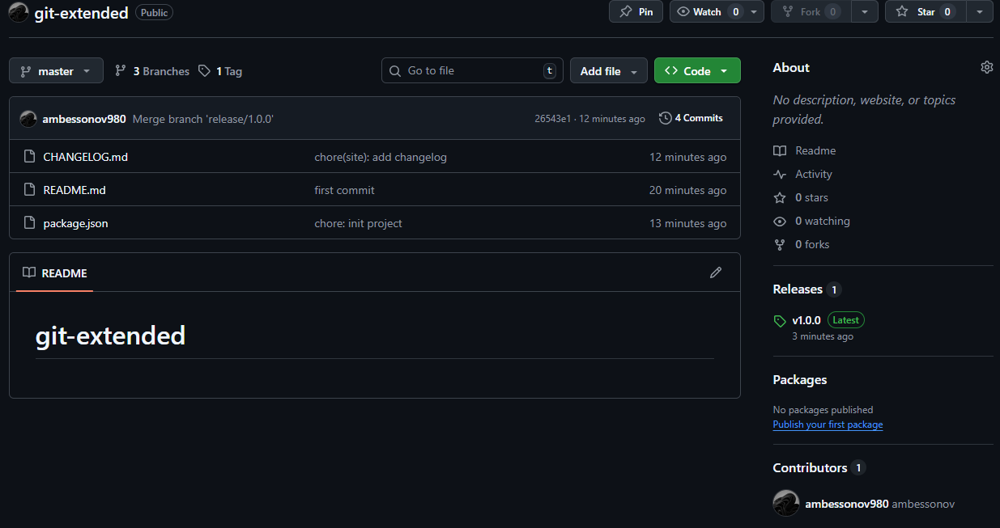 git-extended Public Pin Watch 0 Fork 0 Star 0
master 3 Branches 1 Tag Go to file t Add file Code
ambessonov980 Merge branch 'release/1.0.0' 26543e1 · 12 minutes ago 4 Commits
CHANGELOG.md chore(site): add changelog 12 minutes ago
README.md first commit 20 minutes ago
package.json chore: init project 13 minutes ago
README
git-extended
About
No description, website, or topics
provided.
Readme
Activity
0 stars
0 watching
0 forks
Releases 1
v1.0.0 Latest
3 minutes ago
Packages
No packages published
Publish your first package
Contributors 1
ambessonov980 ambessonov